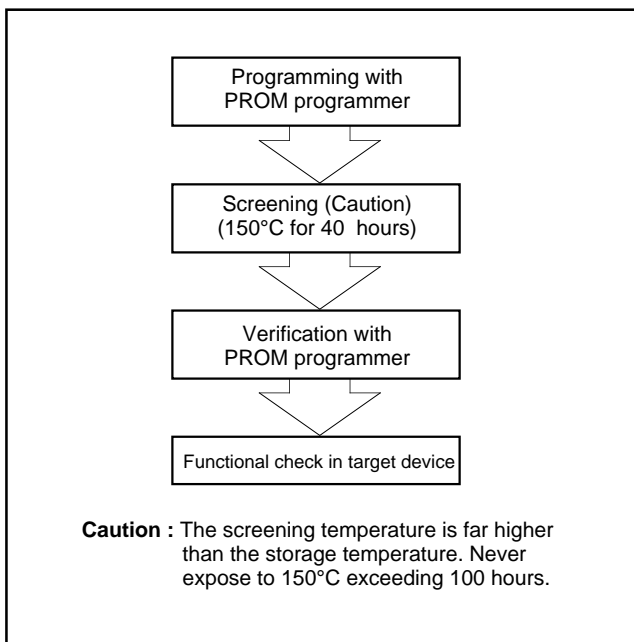 Programming with
PROM programmer
Screening (Caution)
(150°C for 40 hours)
Verification with
PROM programmer
Functional check in target device
Caution : The screening temperature is far higher
than the storage temperature. Never
expose to 150°C exceeding 100 hours.